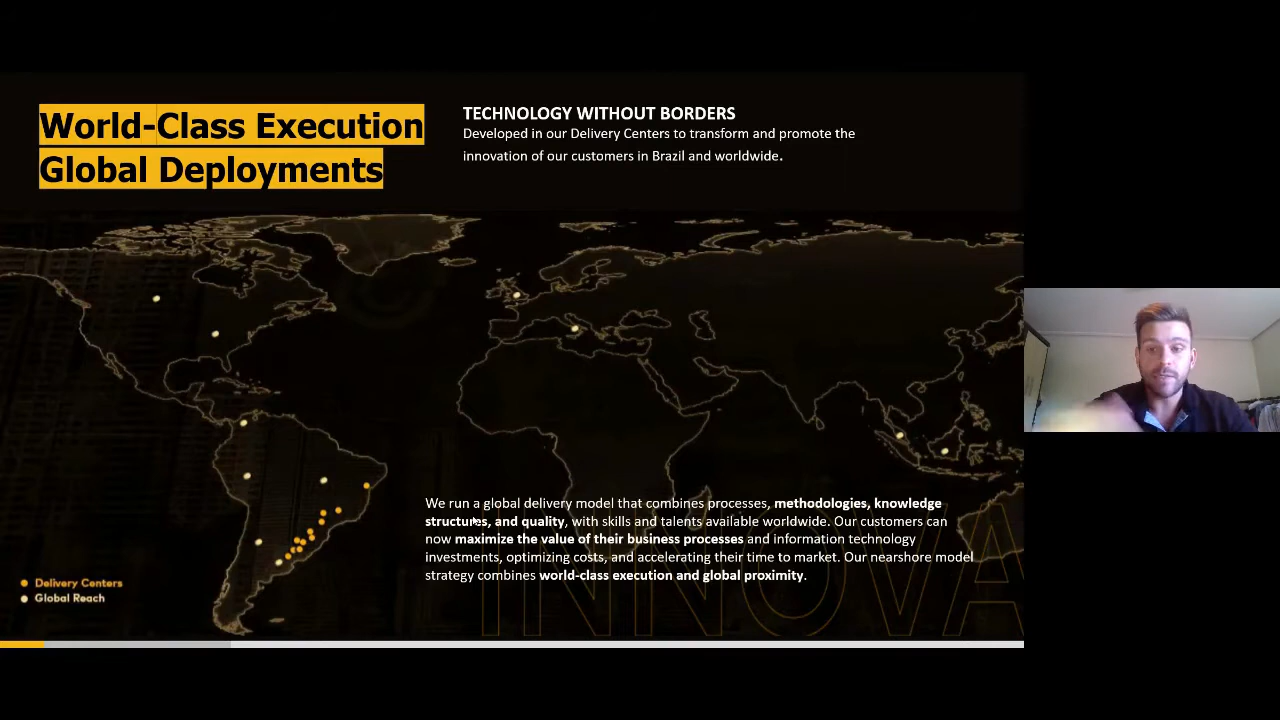 World-Class Execution
Global Deployments
TECHNOLOGY WITHOUT BORDERS
Developed in our Delivery Centers to transform and promote the
innovation of our customers in Brazil and worldwide.
We run a global delivery model that combines processes, methodologies, knowledge
structures, and quality, with skills and talents available worldwide. Our customers can
now maximize the value of their business processes and information technology
investments, optimizing costs, and accelerating their time to market. Our nearshore model
strategy combines world-class execution and global proximity.
Delivery Centers
Global Reach
INNOVA